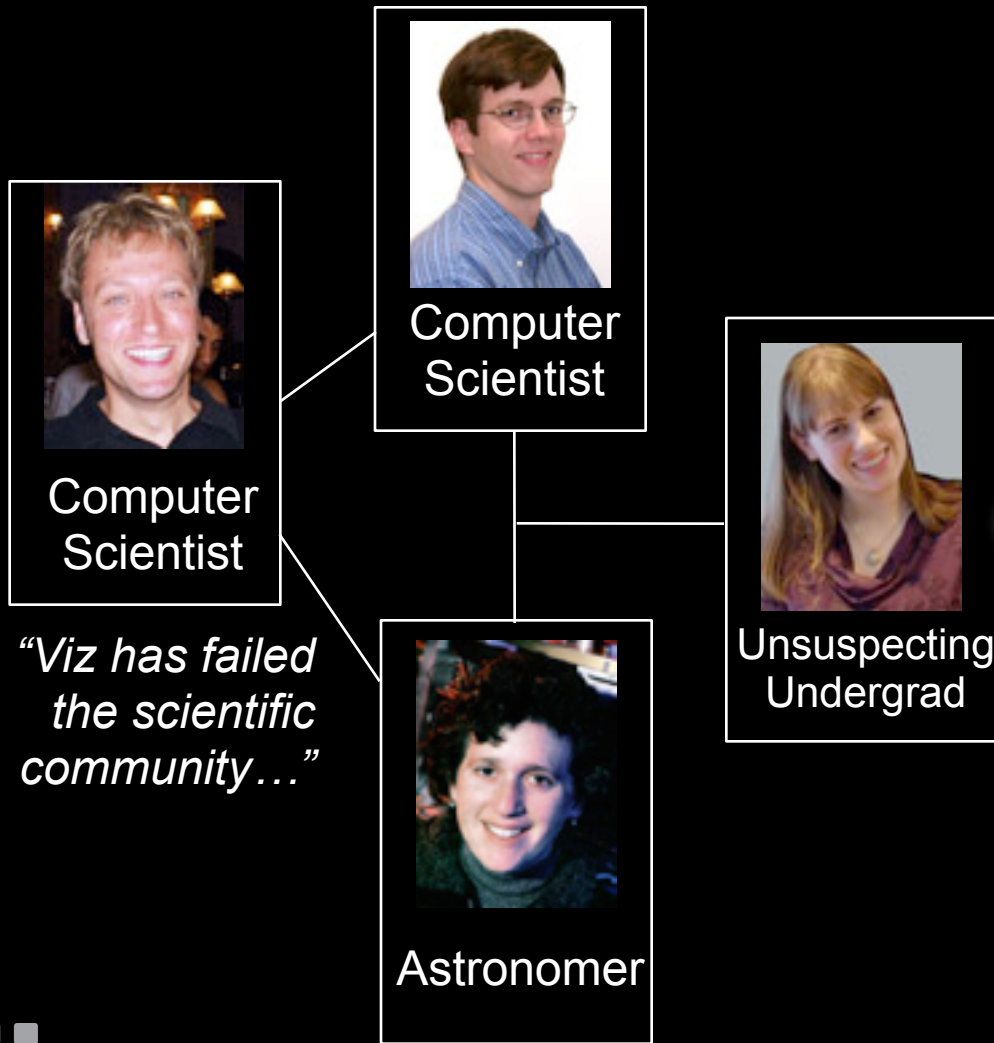 Computer
Scientist
Computer
Scientist
“Viz has failed
the scientific
community…”
Unsuspecting
Undergrad
Astronomer